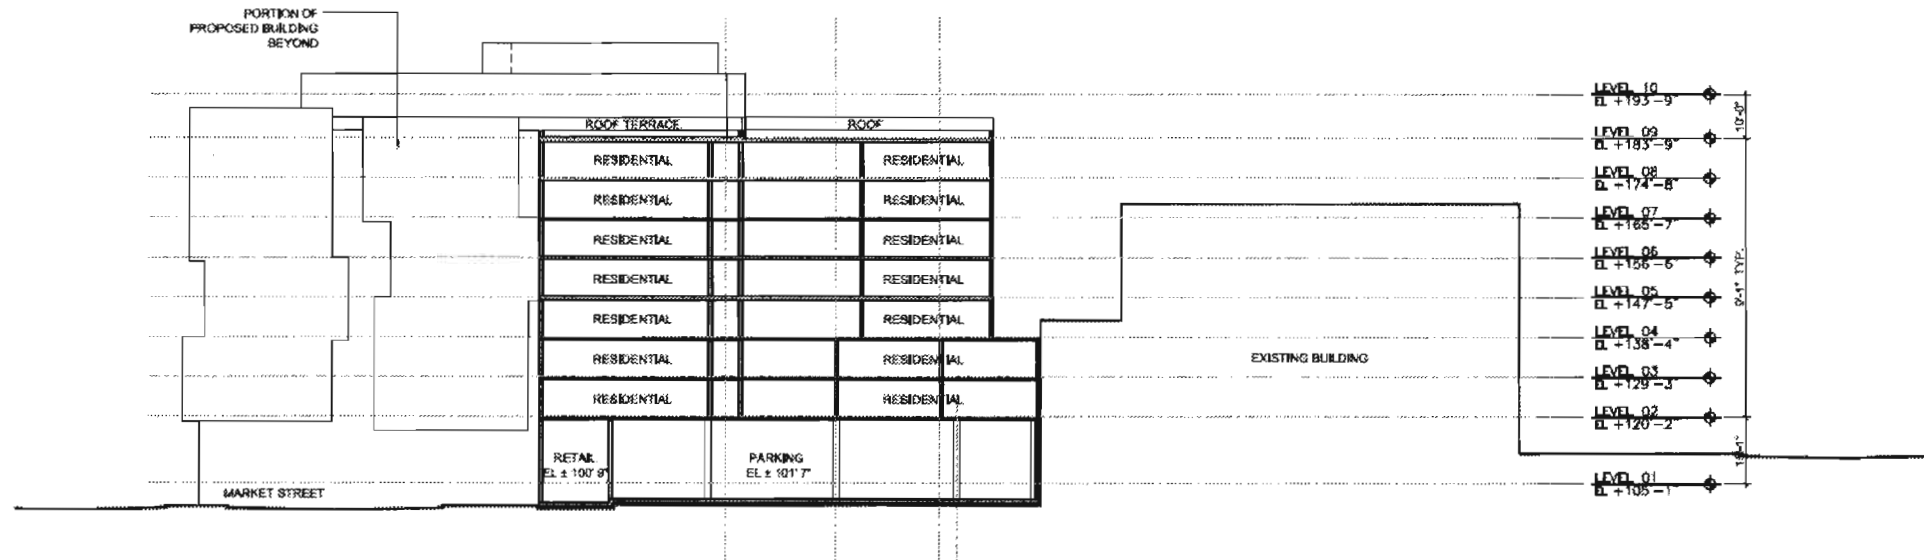 PORTION OF
PROPOSED BUILDING
BEYOND
ROOF TERRACE
ROOF
RESIDENTIAL
RESIDENTIAL
RESIDENTIAL
RESIDENTIAL
RESIDENTIAL
RESIDENTIAL
RESIDENTIAL
RESIDENTIAL
RESIDENTIAL
RESIDENTIAL
RESIDENTIAL
RESIDENTIAL
RESIDENTIAL
RESIDENTIAL
RETAIL
EL ± 100' 9"
PARKING
EL ± 101' 7"
MARKET STREET
EXISTING BUILDING
LEVEL 10
EL +193'-9"
LEVEL 09
EL +183'-9"
LEVEL 08
EL +174'-8"
LEVEL 07
EL +165'-7"
LEVEL 06
EL +156'-6"
LEVEL 05
EL +147'-5"
LEVEL 04
EL +138'-4"
LEVEL 03
EL +129'-3"
LEVEL 02
EL +120'-2"
LEVEL 01
EL +105'-1"
10'-0"
9'-1" TYP.